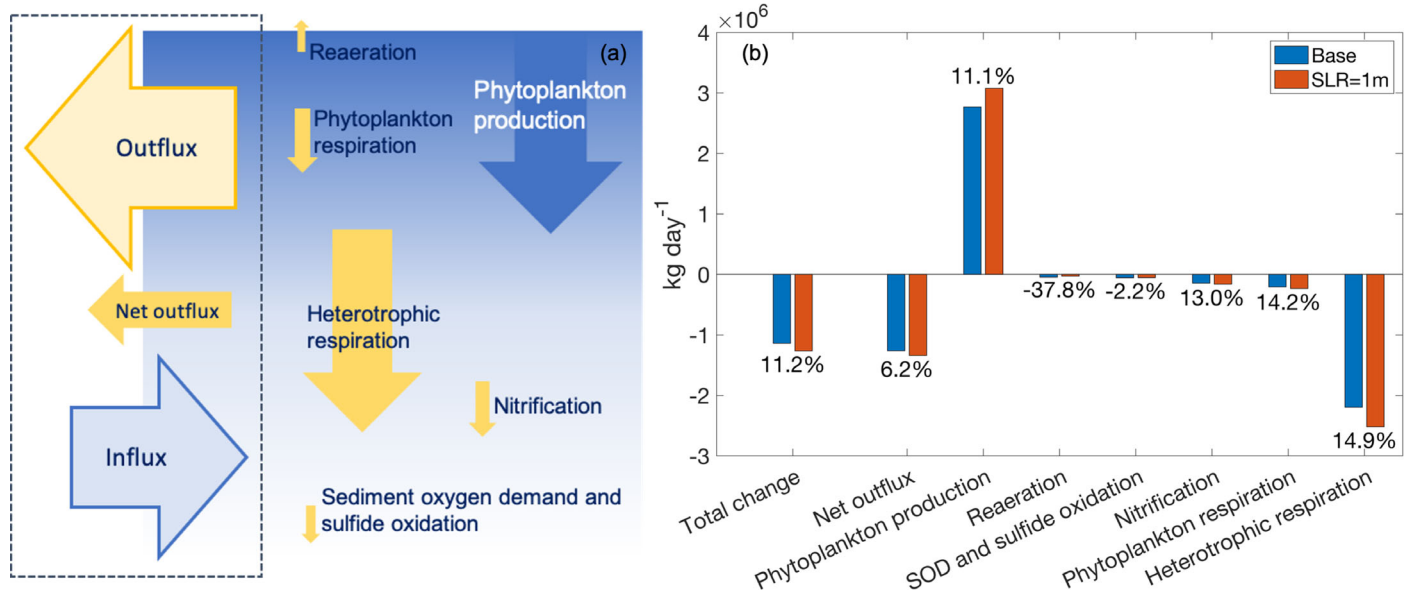 (a)
Reaeration
Phytoplankton
production
Phytoplankton
respiration
Outflux
Net outflux
Heterotrophic
respiration
Nitrification
Influx
Sediment oxygen demand and
sulfide oxidation
×10⁶
(b)
Base
SLR=1m
4
3
2
1
0
-1
-2
-3
kg day⁻¹
11.2%
6.2%
11.1%
-37.8%
-2.2%
13.0%
14.2%
14.9%
Total change
Net outflux
Phytoplankton production
Reaeration
SOD and sulfide oxidation
Nitrification
Phytoplankton respiration
Heterotrophic respiration